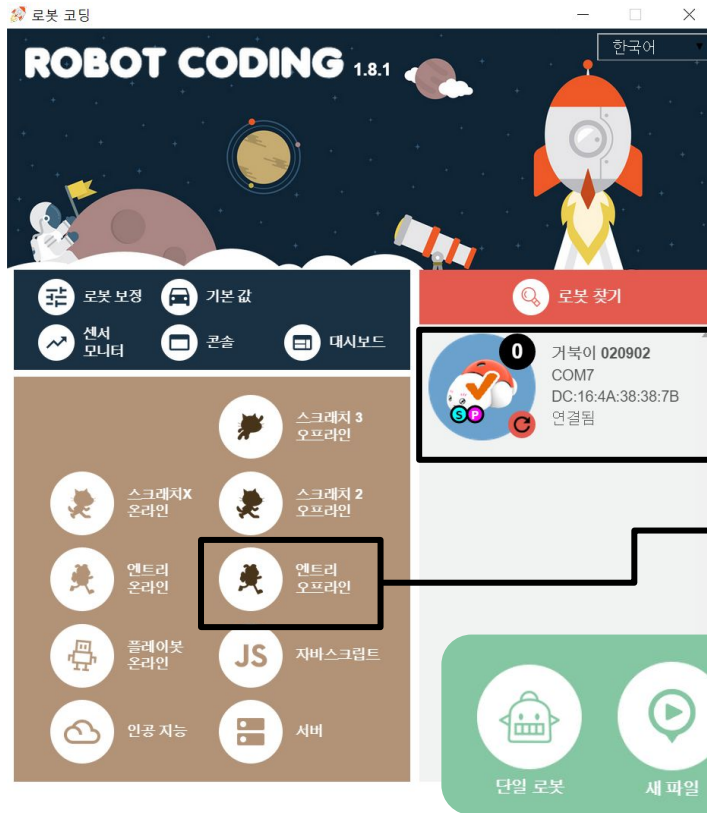 로봇 코딩
한국어
ROBOT CODING 1.8.1
로봇 보정
기본 값
센서
모니터
콘솔
대시보드
로봇 찾기
0
거북이 020902
COM7
DC:16:4A:38:38:7B
연결됨
S P
스크래치 3
오프라인
스크래치X
온라인
스크래치 2
오프라인
엔트리
온라인
엔트리
오프라인
플레이봇
온라인
JS
자바스크립트
인공 지능
서버
단일 로봇
새 파일